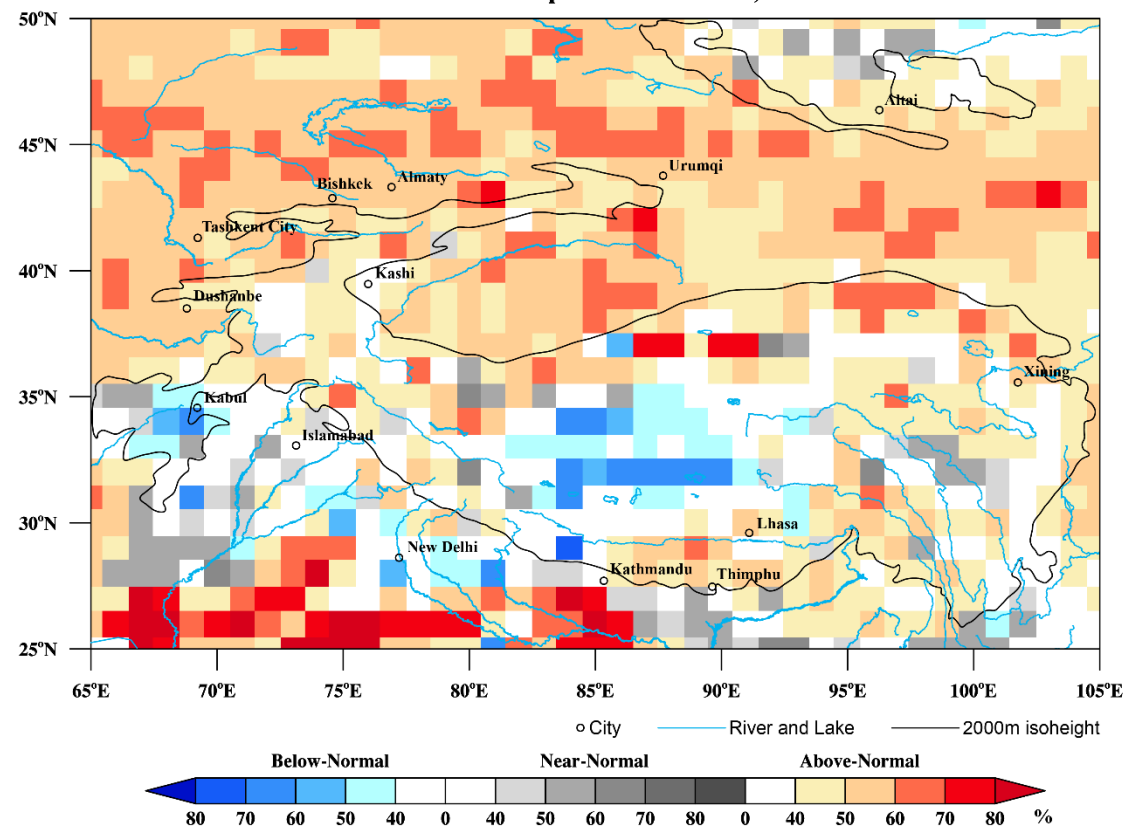 50°N
45°N
40°N
35°N
30°N
25°N
Altai
Urumqi
Bishkek
Almaty
Tashkent City
Kashi
Dushanbe
Xining
Kabul
Islamabad
Lhasa
New Delhi
Kathmandu
Thimphu
65°E 70°E 75°E 80°E 85°E 90°E 95°E 100°E 105°E
City River and Lake 2000m isoheight
Below-Normal Near-Normal Above-Normal
80 70 60 50 40 0 40 50 60 70 80 0 40 50 60 70 80 %